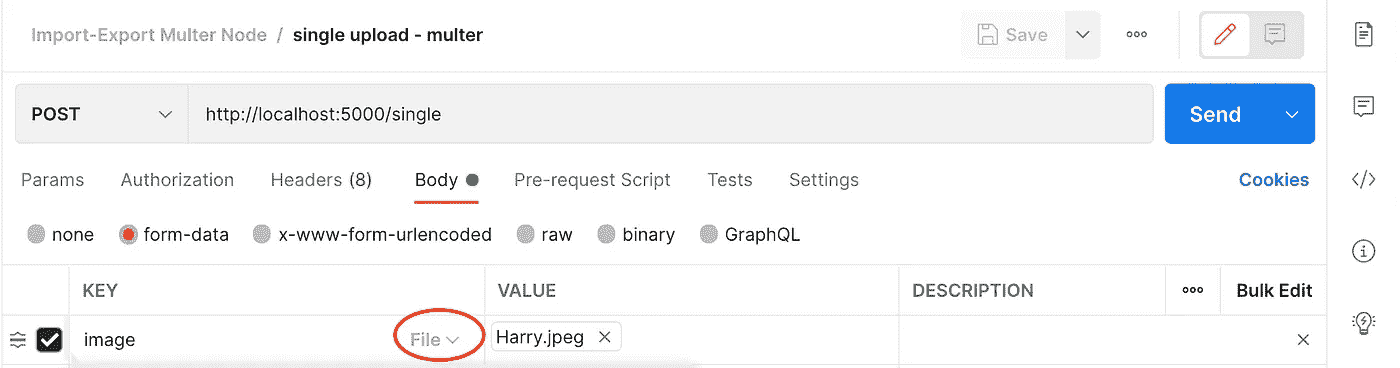 Import-Export Multer Node / single upload - multer
Save
POST
http://localhost:5000/single
Send
Params Authorization Headers (8) Body Pre-request Script Tests Settings Cookies
none form-data x-www-form-urlencoded raw binary GraphQL
KEY VALUE DESCRIPTION Bulk Edit
image File Harry.jpeg